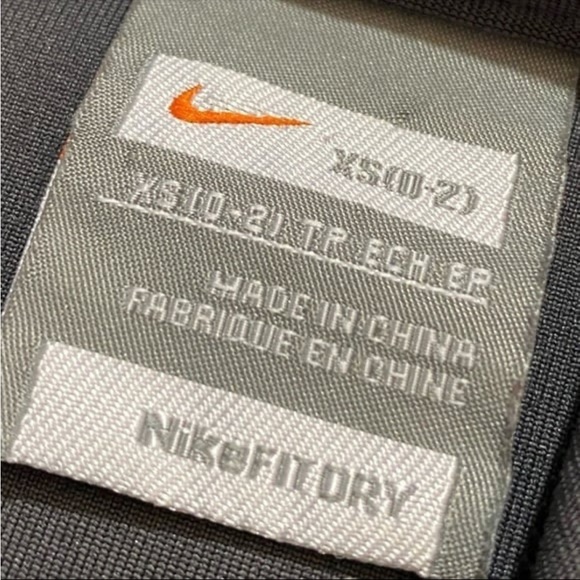 XS(0-2)
XS(0-2) TP ECH EP
MADE IN CHINA
FABRIQUE EN CHINE
NikeFITDRY